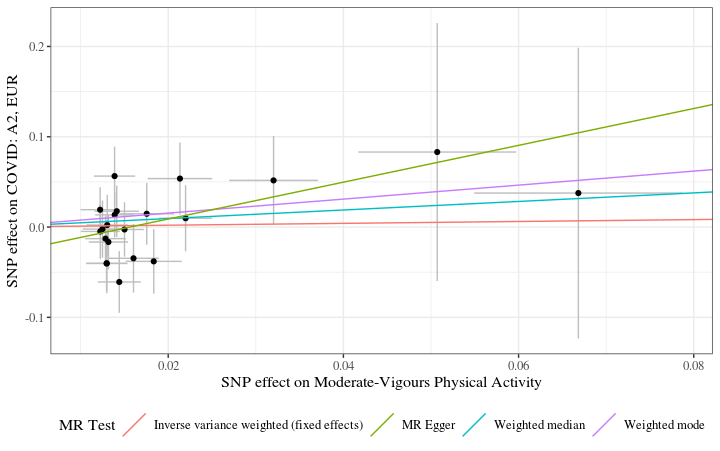 0.2
0.1
0.0
-0.1
SNP effect on COVID: A2, EUR
0.02 0.04 0.06 0.08
SNP effect on Moderate-Vigours Physical Activity
MR Test Inverse variance weighted (fixed effects) MR Egger Weighted median Weighted mode